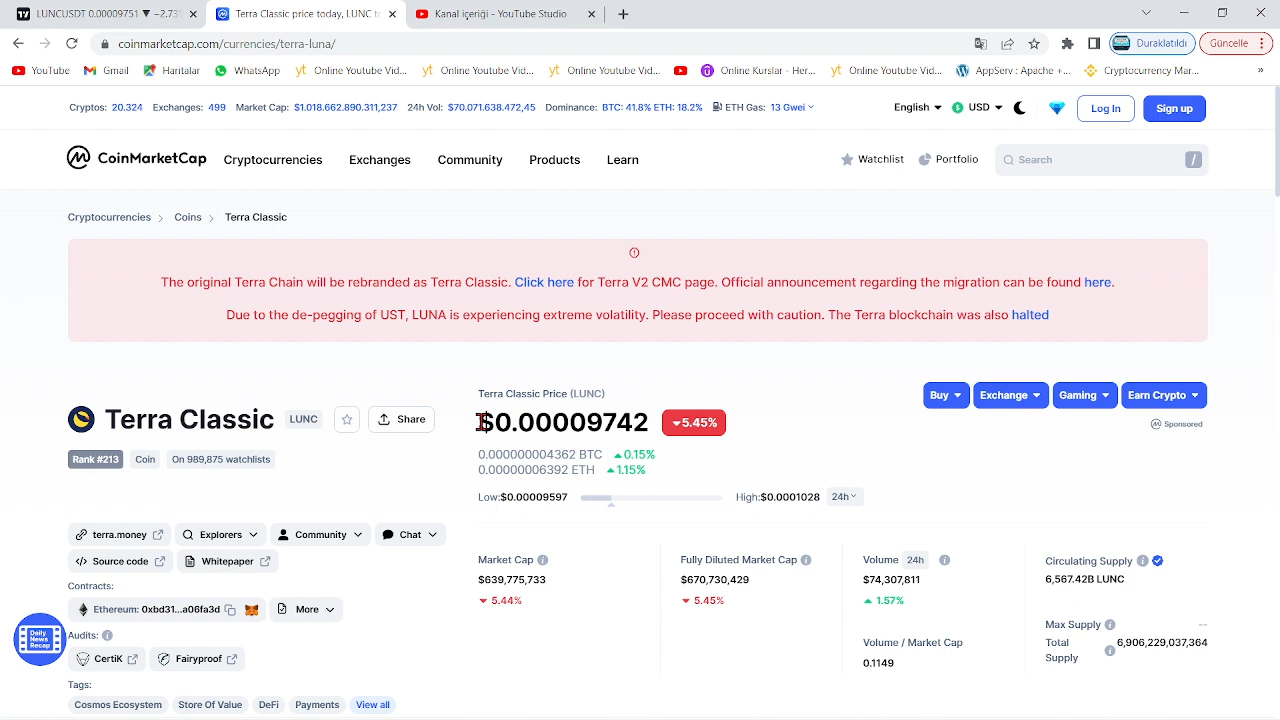 LUNCUSDT 0.00009751 ▼ −2.73%
Terra Classic price today, LUNC to
Kanal içeriği - YouTube Studio
coinmarketcap.com/currencies/terra-luna/
Duraklatıldı
Güncelle
YouTube
Gmail
Haritalar
WhatsApp
Online Youtube Vid...
Online Youtube Vid...
Online Youtube Vid...
Online Kurslar - Her...
Online Youtube Vid...
AppServ : Apache +...
Cryptocurrency Mar...
»
Cryptos: 20.324 Exchanges: 499 Market Cap: $1.018.662.890.311,237 24h Vol: $70.071.638.472,45 Dominance: BTC: 41.8% ETH: 18.2% ETH Gas: 13 Gwei
English USD Log In Sign up
CoinMarketCap Cryptocurrencies Exchanges Community Products Learn
Watchlist Portfolio Search /
Cryptocurrencies > Coins > Terra Classic
The original Terra Chain will be rebranded as Terra Classic. Click here for Terra V2 CMC page. Official announcement regarding the migration can be found here.
Due to the de-pegging of UST, LUNA is experiencing extreme volatility. Please proceed with caution. The Terra blockchain was also halted
Terra Classic LUNC Share
Rank #213 Coin On 989,875 watchlists
Terra Classic Price (LUNC)
$0.00009742 ▼5.45%
0.000000004362 BTC ▲0.15%
0.00000006392 ETH ▲1.15%
Low:$0.00009597 High:$0.0001028 24h
Buy Exchange Gaming Earn Crypto
Sponsored
terra.money Explorers Community Chat
Source code Whitepaper
Contracts:
Ethereum: 0xbd31...a06fa3d More
Audits:
CertiK Fairproof
Tags:
Cosmos Ecosystem Store Of Value DeFi Payments View all
Daily
News
Recap
Market Cap
$639,775,733
▼ 5.44%
Fully Diluted Market Cap
$670,730,429
▼ 5.45%
Volume 24h
$74,307,811
▲ 1.57%
Volume / Market Cap
0.1149
Circulating Supply
6,567.42B LUNC
Max Supply --
Total Supply 6,906,229,037,364